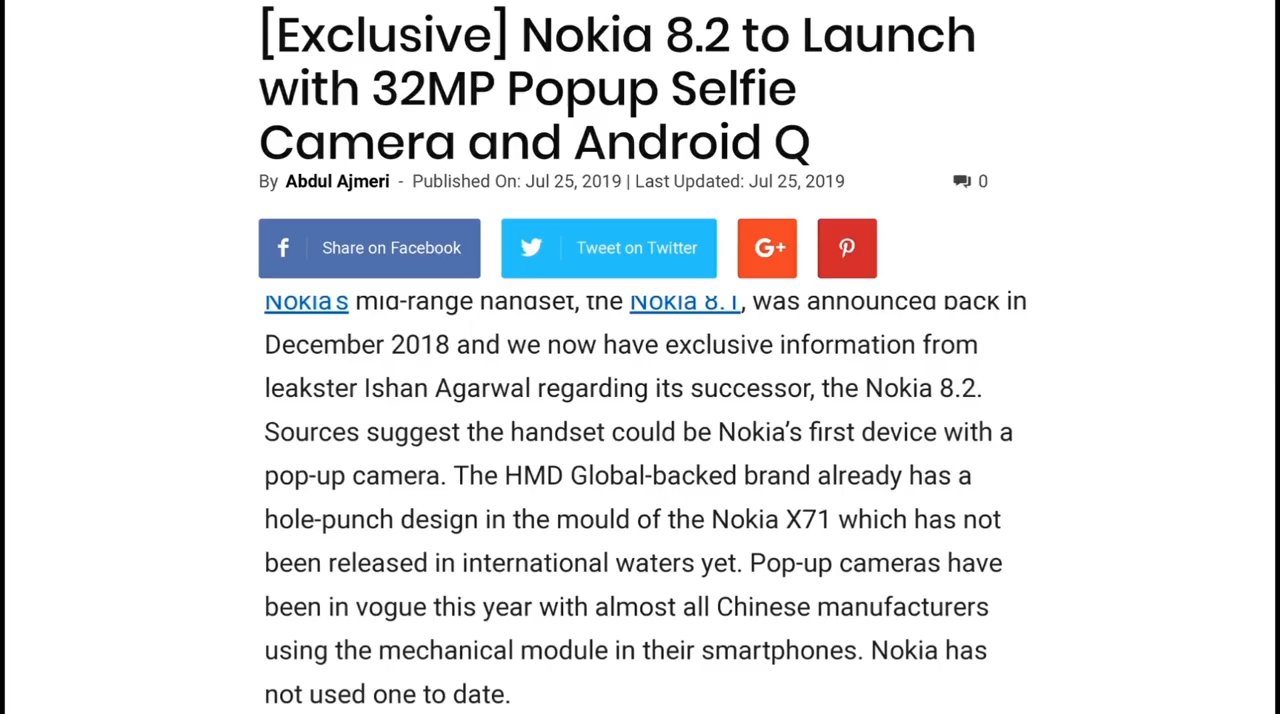 [Exclusive] Nokia 8.2 to Launch
with 32MP Popup Selfie
Camera and Android Q
By Abdul Ajmeri - Published On: Jul 25, 2019 | Last Updated: Jul 25, 2019 0
f Share on Facebook Tweet on Twitter G+
Nokia's mid-range handset, the Nokia 8.1, was announced back in
December 2018 and we now have exclusive information from
leakster Ishan Agarwal regarding its successor, the Nokia 8.2.
Sources suggest the handset could be Nokia’s first device with a
pop-up camera. The HMD Global-backed brand already has a
hole-punch design in the mould of the Nokia X71 which has not
been released in international waters yet. Pop-up cameras have
been in vogue this year with almost all Chinese manufacturers
using the mechanical module in their smartphones. Nokia has
not used one to date.